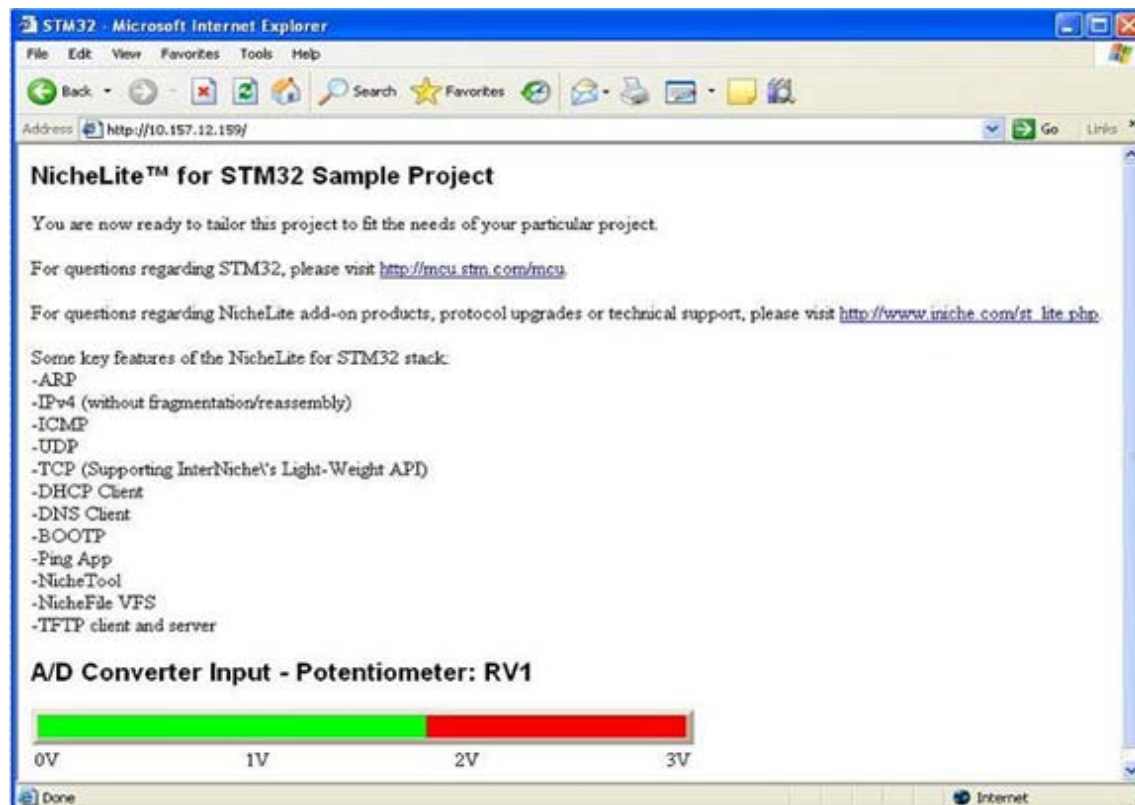 STM32 - Microsoft Internet Explorer
File Edit View Favorites Tools Help
Back Search Favorites
Address http://10.157.12.159/ Go Links
NicheLite™ for STM32 Sample Project
You are now ready to tailor this project to fit the needs of your particular project.
For questions regarding STM32, please visit http://mcu.stm.com/mcu.
For questions regarding NicheLite add-on products, protocol upgrades or technical support, please visit http://www.iniche.com/st_lite.php.
Some key features of the NicheLite for STM32 stack:
-ARP
-IPv4 (without fragmentation/reassembly)
-ICMP
-UDP
-TCP (Supporting InterNiche\'s Light-Weight API)
-DHCP Client
-DNS Client
-BOOTP
-Ping App
-NicheTool
-NicheFile VFS
-TFTP client and server
A/D Converter Input - Potentiometer: RV1
0V 1V 2V 3V
Done Internet